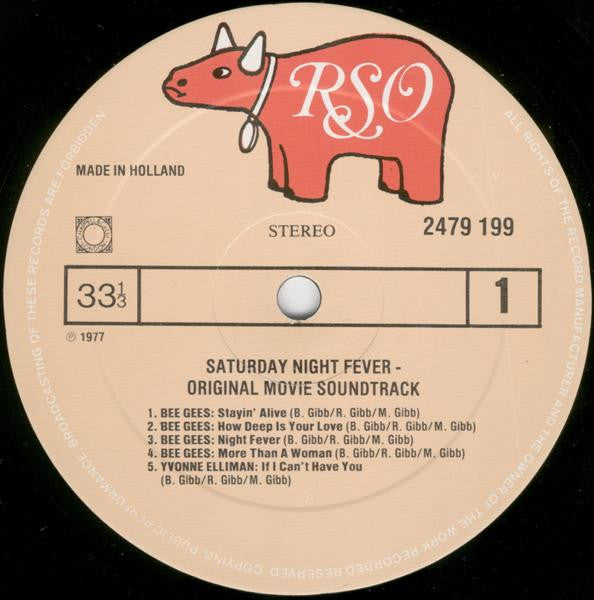 RSO
MADE IN HOLLAND
STEREO
2479 199
33 1/3
1
℗ 1977
SATURDAY NIGHT FEVER -
ORIGINAL MOVIE SOUNDTRACK
1. BEE GEES: Stayin' Alive (B. Gibb/R. Gibb/M. Gibb)
2. BEE GEES: How Deep Is Your Love (B. Gibb/R. Gibb/M. Gibb)
3. BEE GEES: Night Fever (B. Gibb/R. Gibb/M. Gibb)
4. BEE GEES: More Than A Woman (B. Gibb/R. Gibb/M. Gibb)
5. YVONNE ELLIMAN: If I Can't Have You
(B. Gibb/R. Gibb/M. Gibb)
ALL RIGHTS OF THE RECORD MANUFACTURER AND THE OWNER OF THE WORK RECORDED RESERVED. COPYING, PUBLIC PERFORMANCE, BROADCASTING OF THESE RECORDS ARE FORBIDDEN